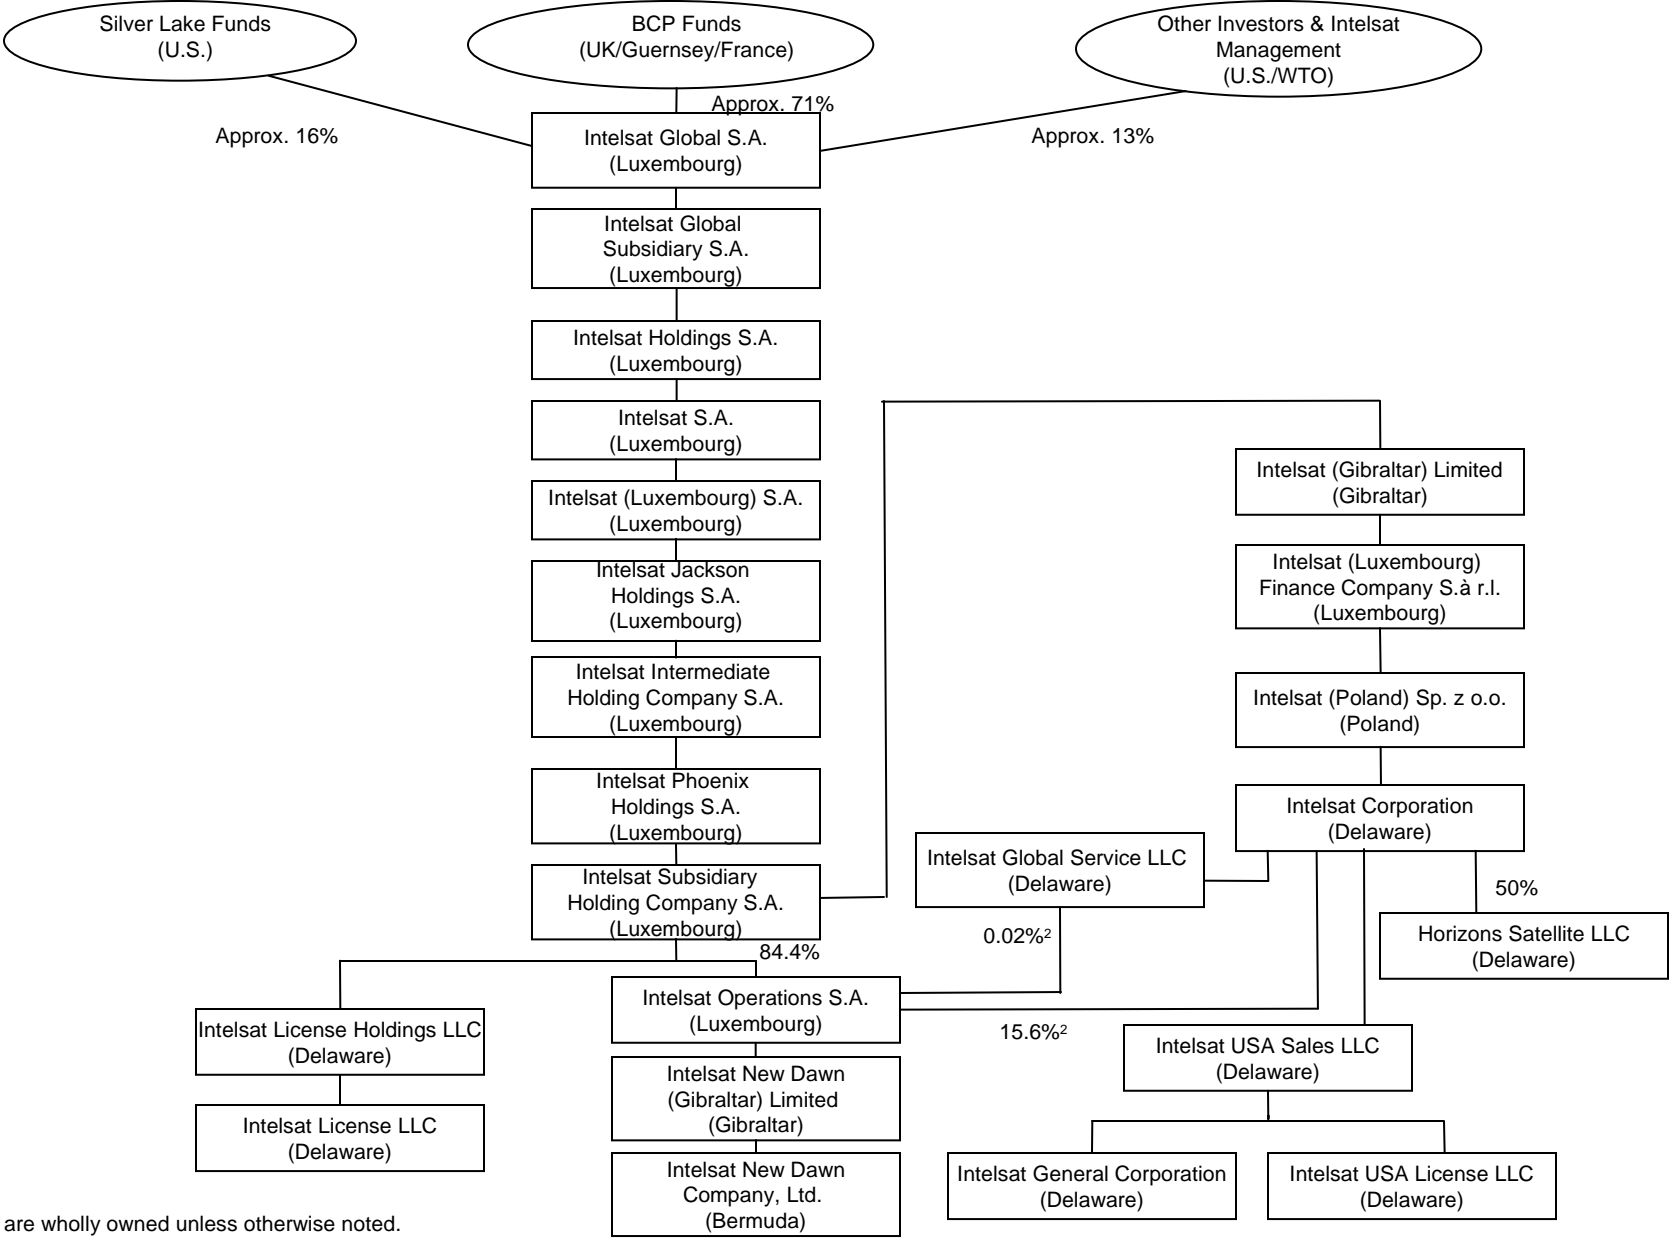 Silver Lake Funds
(U.S.)
BCP Funds
(UK/Guernsey/France)
Other Investors & Intelsat
Management
(U.S./WTO)
Approx. 16%
Approx. 71%
Approx. 13%
Intelsat Global S.A.
(Luxembourg)
Intelsat Global
Subsidiary S.A.
(Luxembourg)
Intelsat Holdings S.A.
(Luxembourg)
Intelsat S.A.
(Luxembourg)
Intelsat (Luxembourg) S.A.
(Luxembourg)
Intelsat Jackson
Holdings S.A.
(Luxembourg)
Intelsat Intermediate
Holding Company S.A.
(Luxembourg)
Intelsat Phoenix
Holdings S.A.
(Luxembourg)
Intelsat Subsidiary
Holding Company S.A.
(Luxembourg)
84.4%
Intelsat (Gibraltar) Limited
(Gibraltar)
Intelsat (Luxembourg)
Finance Company S.à r.l.
(Luxembourg)
Intelsat (Poland) Sp. z o.o.
(Poland)
Intelsat Corporation
(Delaware)
Intelsat Global Service LLC
(Delaware)
50%
0.02%²
Horizons Satellite LLC
(Delaware)
Intelsat Operations S.A.
(Luxembourg)
15.6%²
Intelsat License Holdings LLC
(Delaware)
Intelsat License LLC
(Delaware)
Intelsat New Dawn
(Gibraltar) Limited
(Gibraltar)
Intelsat New Dawn
Company, Ltd.
(Bermuda)
Intelsat USA Sales LLC
(Delaware)
Intelsat General Corporation
(Delaware)
Intelsat USA License LLC
(Delaware)
are wholly owned unless otherwise noted.